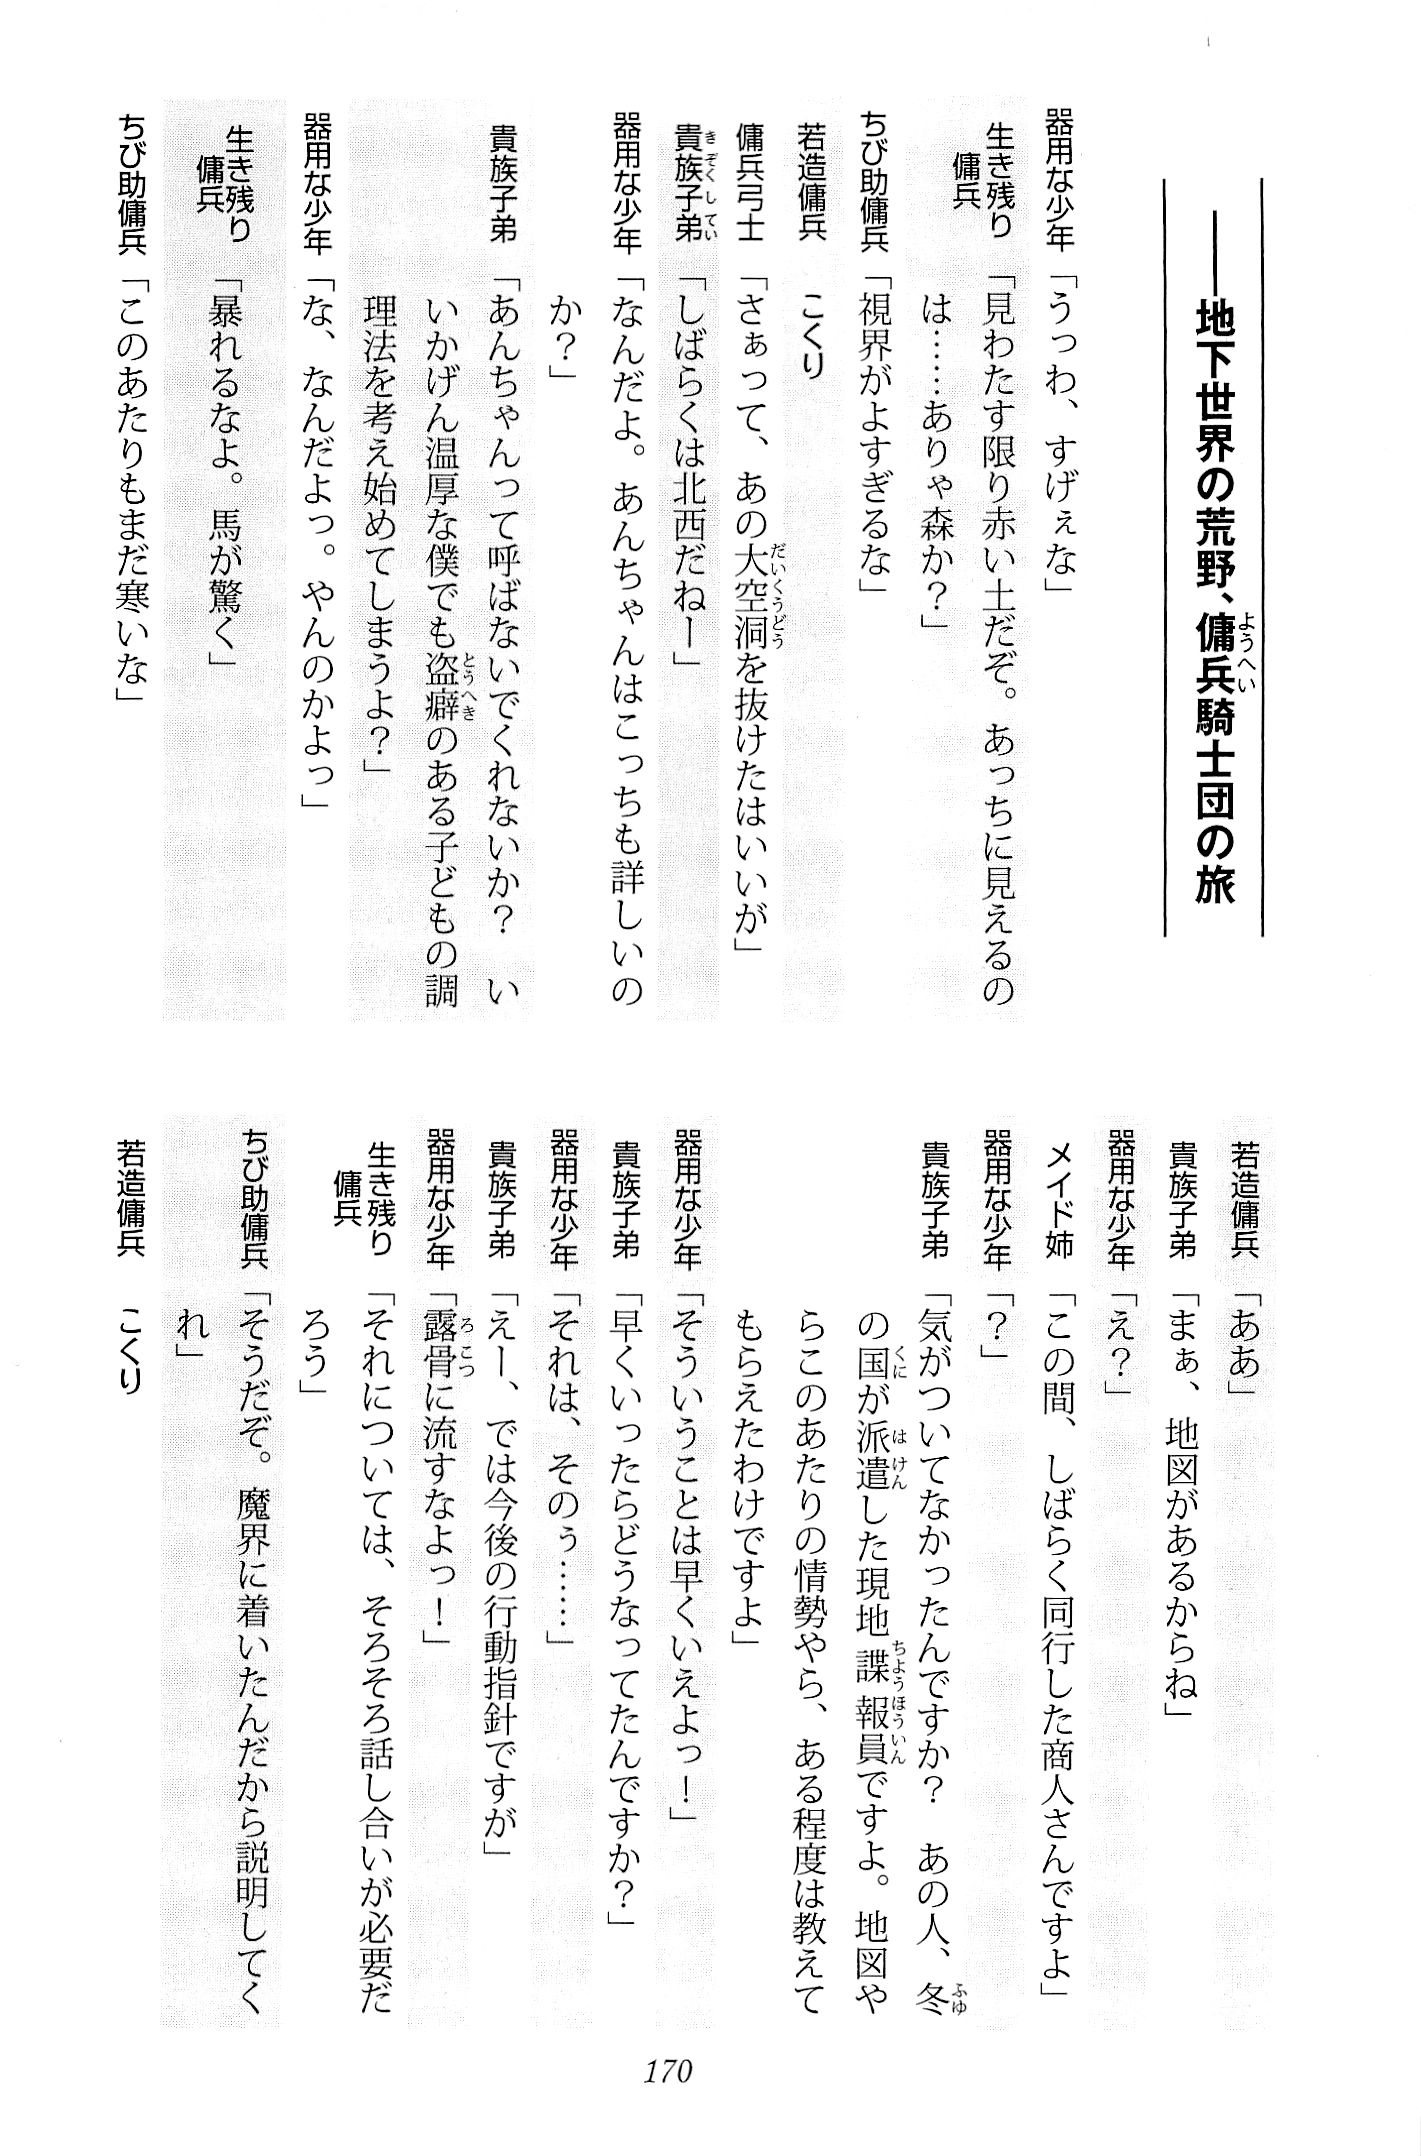 ――地下世界の荒野、傭兵騎士団の旅
器用な少年「うっわ、すげぇな」
生き残り傭兵「見わたす限り赤い土だぞ。あっちに見えるの
は……ありゃ森か？」
ちび助傭兵「視界がよすぎるな」
若造傭兵　こくり
傭兵弓士「さぁって、あの大空洞を抜けたはいいが」
貴族子弟「しばらくは北西だねー」
器用な少年「なんだよ。あんちゃんはこっちも詳しいの
か？」
貴族子弟「あんちゃんって呼ばないでくれないか？　い
いかげん温厚な僕でも盗癖のある子どもの調
理法を考え始めてしまうよ？」
器用な少年「な、なんだよっ。やんのかよっ」
生き残り傭兵「暴れるなよ。馬が驚く」
ちび助傭兵「このあたりもまだ寒いな」
若造傭兵「ああ」
貴族子弟「まぁ、地図があるからね」
器用な少年「え？」
メイド姉「この間、しばらく同行した商人さんですよ」
器用な少年「？」
貴族子弟「気がついてなかったんですか？　あの人、冬
の国が派遣した現地諜報員ですよ。地図や
らこのあたりの情勢やら、ある程度は教えて
もらえたわけですよ」
器用な少年「そういうことは早くいえよっ！」
貴族子弟「早くいったらどうなってたんですか？」
器用な少年「それは、そのぅ……」
貴族子弟「えー、では今後の行動指針ですが」
器用な少年「露骨に流すなよっ！」
生き残り傭兵「それについては、そろそろ話し合いが必要だ
ろう」
ちび助傭兵「そうだぞ。魔界に着いたんだから説明してく
れ」
若造傭兵　こくり
170